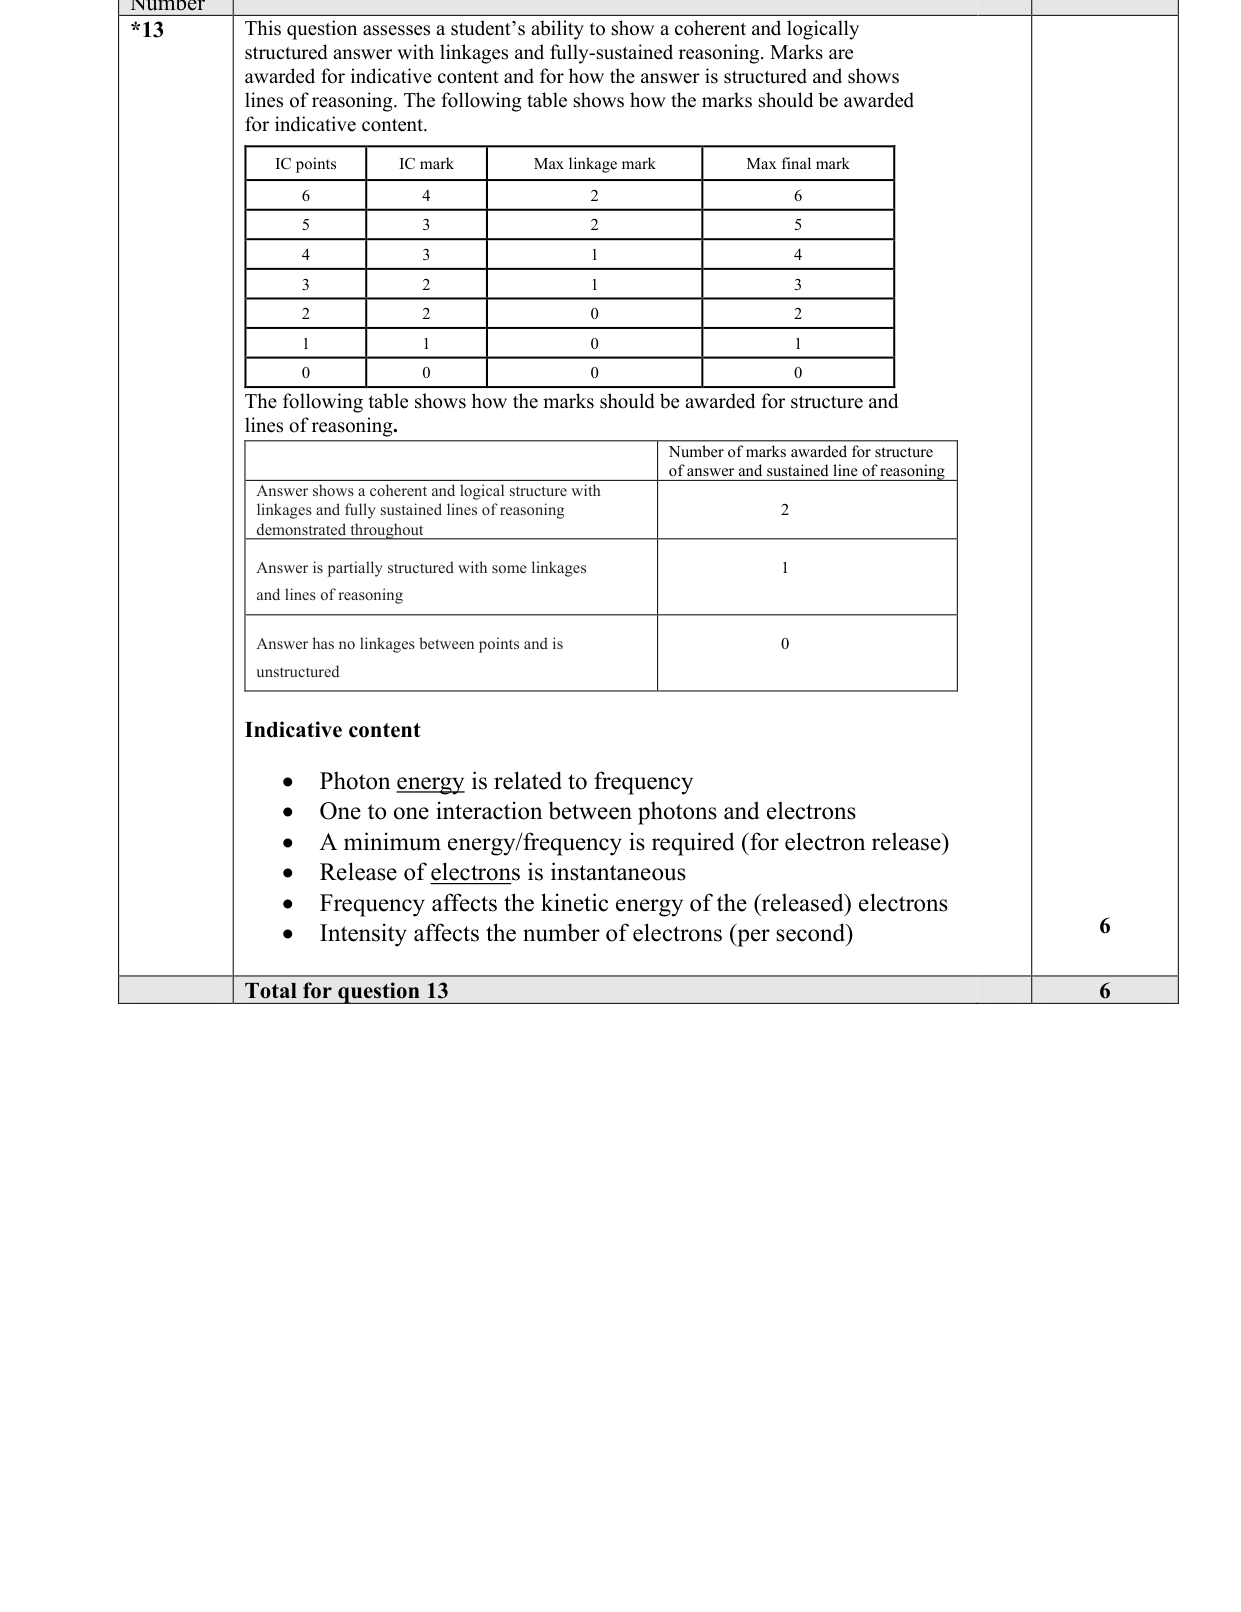 Number
*13
This question assesses a student’s ability to show a coherent and logically
structured answer with linkages and fully-sustained reasoning. Marks are
awarded for indicative content and for how the answer is structured and shows
lines of reasoning. The following table shows how the marks should be awarded
for indicative content.
IC points IC mark Max linkage mark Max final mark
6 4 2 6
5 3 2 5
4 3 1 4
3 2 1 3
2 2 0 2
1 1 0 1
0 0 0 0
The following table shows how the marks should be awarded for structure and
lines of reasoning.
Number of marks awarded for structure
of answer and sustained line of reasoning
Answer shows a coherent and logical structure with
linkages and fully sustained lines of reasoning
demonstrated throughout
2
Answer is partially structured with some linkages
and lines of reasoning
1
Answer has no linkages between points and is
unstructured
0
Indicative content
• Photon energy is related to frequency
• One to one interaction between photons and electrons
• A minimum energy/frequency is required (for electron release)
• Release of electrons is instantaneous
• Frequency affects the kinetic energy of the (released) electrons
• Intensity affects the number of electrons (per second)
6
Total for question 13 6